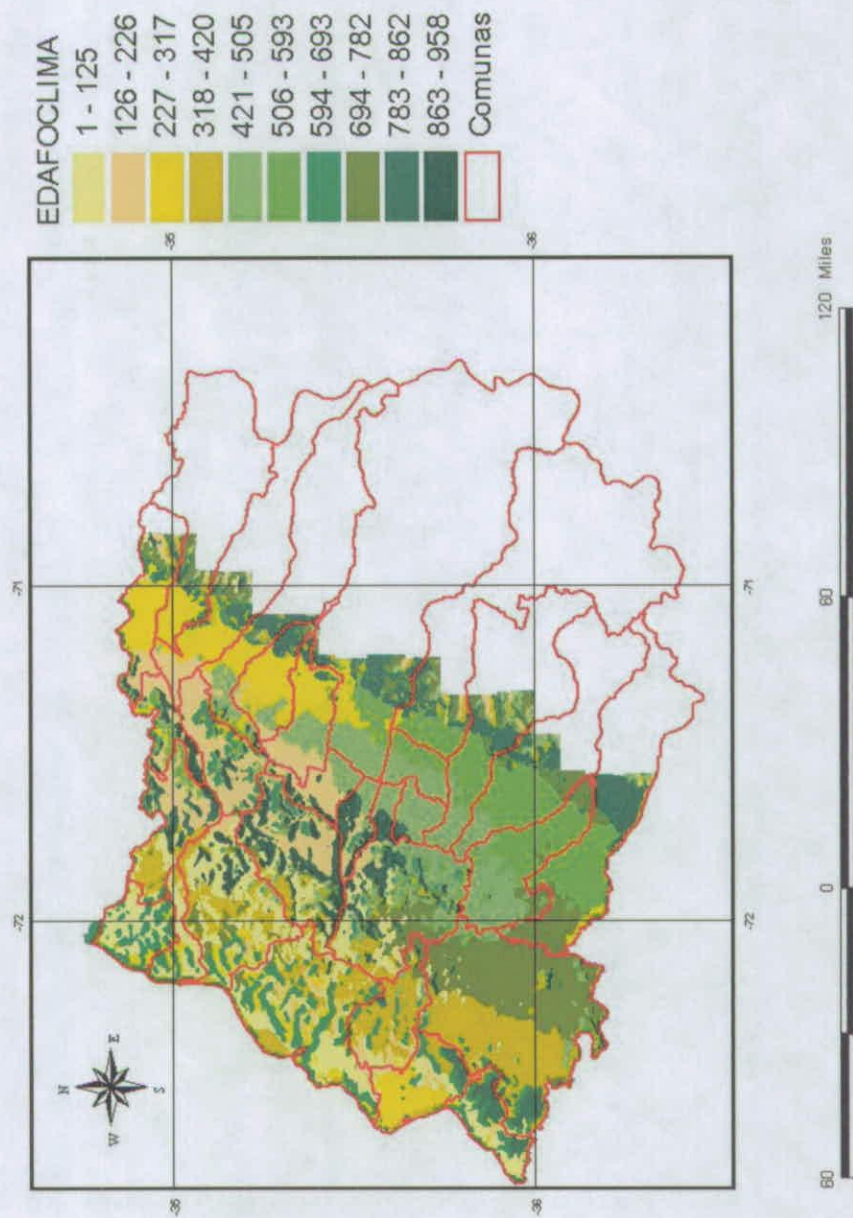 EDAFOCLIMA
1 - 125
126 - 226
227 - 317
318 - 420
421 - 505
506 - 593
594 - 693
694 - 782
783 - 862
863 - 958
Comunas
N
W
E
S
-72
-71
-35
-35
-36
-36
-72
-71
60
0
60
120 Miles